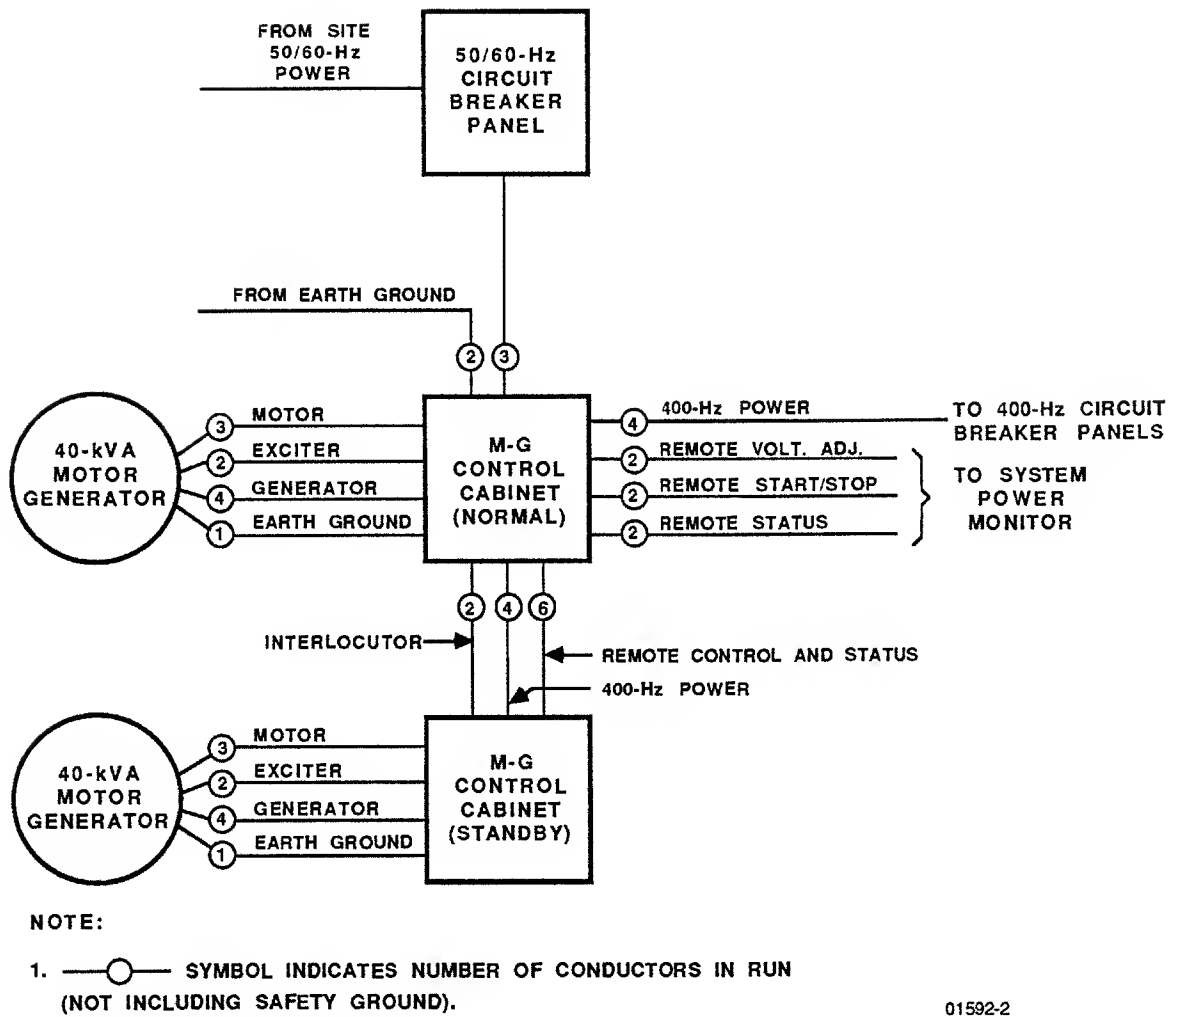 FROM SITE
50/60-Hz
POWER
50/60-Hz
CIRCUIT
BREAKER
PANEL
FROM EARTH GROUND
2
3
40-kVA
MOTOR
GENERATOR
3
MOTOR
2
EXCITER
4
GENERATOR
1
EARTH GROUND
M-G
CONTROL
CABINET
(NORMAL)
4
400-Hz POWER
2
REMOTE VOLT. ADJ.
2
REMOTE START/STOP
2
REMOTE STATUS
TO 400-Hz CIRCUIT
BREAKER PANELS
TO SYSTEM
POWER
MONITOR
2
4
6
INTERLOCUTOR
REMOTE CONTROL AND STATUS
400-Hz POWER
40-kVA
MOTOR
GENERATOR
3
MOTOR
2
EXCITER
4
GENERATOR
1
EARTH GROUND
M-G
CONTROL
CABINET
(STANDBY)
NOTE:
1. SYMBOL INDICATES NUMBER OF CONDUCTORS IN RUN
(NOT INCLUDING SAFETY GROUND).
01592-2